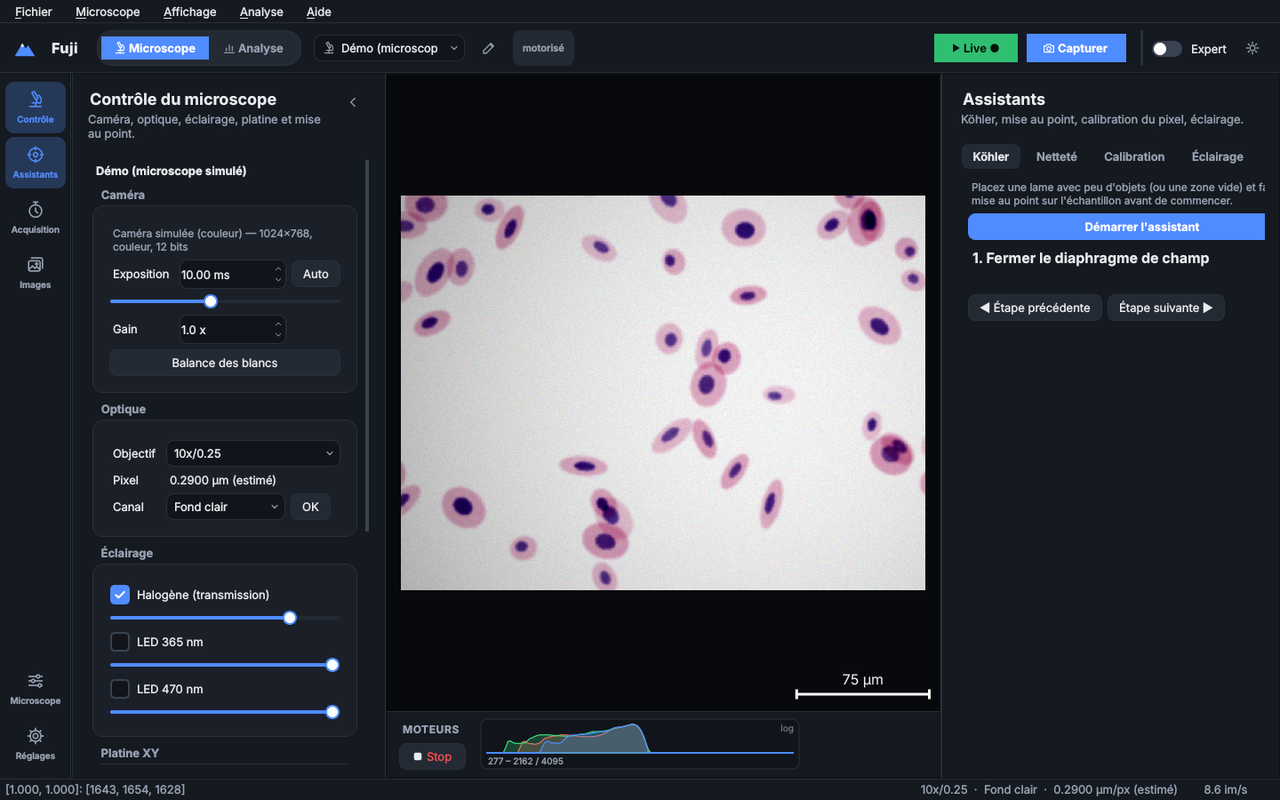 Fichier Microscope Affichage Analyse Aide
Fuji Microscope Analyse Démo (microscop motorisé Live Capturer Expert
Contrôle
Assistants
Acquisition
Images
Microscope
Réglages
Contrôle du microscope
Caméra, optique, éclairage, platine et mise
au point.
Démo (microscope simulé)
Caméra
Caméra simulée (couleur) — 1024×768,
couleur, 12 bits
Exposition 10.00 ms Auto
Gain 1.0 x
Balance des blancs
Optique
Objectif 10x/0.25
Pixel 0.2900 µm (estimé)
Canal Fond clair OK
Éclairage
Halogène (transmission)
LED 365 nm
LED 470 nm
Platine XY
75 µm
MOTEURS
Stop
log
277 – 2162 / 4095
Assistants
Köhler, mise au point, calibration du pixel, éclairage.
Köhler Netteté Calibration Éclairage
Placez une lame avec peu d'objets (ou une zone vide) et fa
mise au point sur l'échantillon avant de commencer.
Démarrer l'assistant
1. Fermer le diaphragme de champ
◀ Étape précédente Étape suivante ▶
[1.000, 1.000]: [1643, 1654, 1628] 10x/0.25 · Fond clair · 0.2900 µm/px (estimé) 8.6 im/s